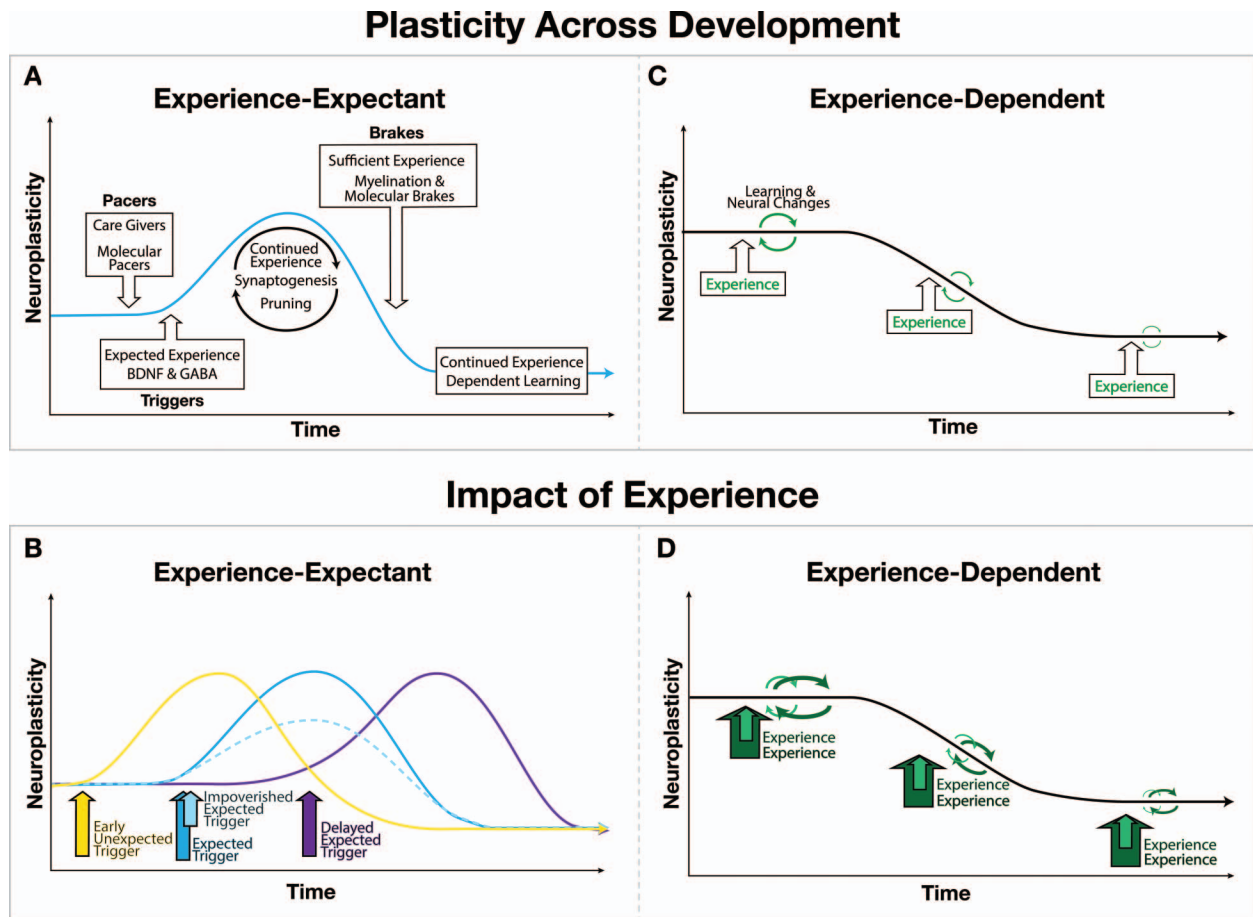 Plasticity Across Development
A
Experience-Expectant
Neuroplasticity
Pacers
Care Givers
Molecular
Pacers
Brakes
Sufficient Experience
Myelination &
Molecular Brakes
Continued
Experience
Synaptogenesis
Pruning
Expected Experience
BDNF & GABA
Triggers
Continued Experience
Dependent Learning
Time
C
Experience-Dependent
Neuroplasticity
Learning &
Neural Changes
Experience
Experience
Experience
Time
Impact of Experience
B
Experience-Expectant
Neuroplasticity
Early
Unexpected
Trigger
Impoverished
Expected
Trigger
Expected
Trigger
Delayed
Expected
Trigger
Time
D
Experience-Dependent
Neuroplasticity
Experience
Experience
Experience
Experience
Experience
Experience
Time